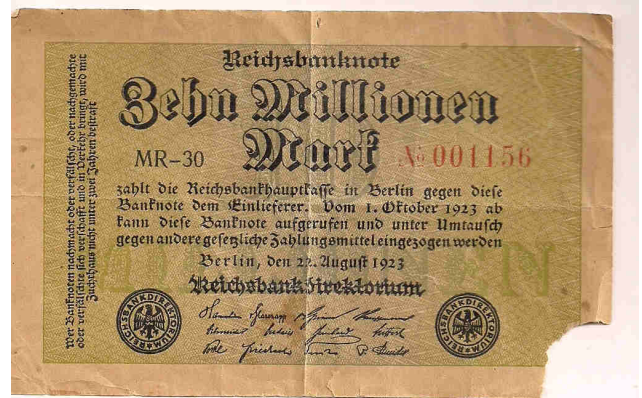 Reichsbanknote
Zehn Millionen
Mark
MR-30
№ 001156
zahlt die Reichsbankhauptkasse in Berlin gegen diese
Banknote dem Einlieferer. Vom 1. Oktober 1923 ab
kann diese Banknote aufgerufen und unter Umtausch
gegen andere gesetzliche Zahlungsmittel eingezogen werden
Berlin, den 22. August 1923
Reichsbankdirektorium
REICHSBANKDIREKTORIUM
REICHSBANKDIREKTORIUM
Wer Banknoten nachmacht oder verfälscht, oder nachgemachte
oder verfälschte sich verschafft und in Verkehr bringt, wird mit
Zuchthaus nicht unter zwei Jahren bestraft